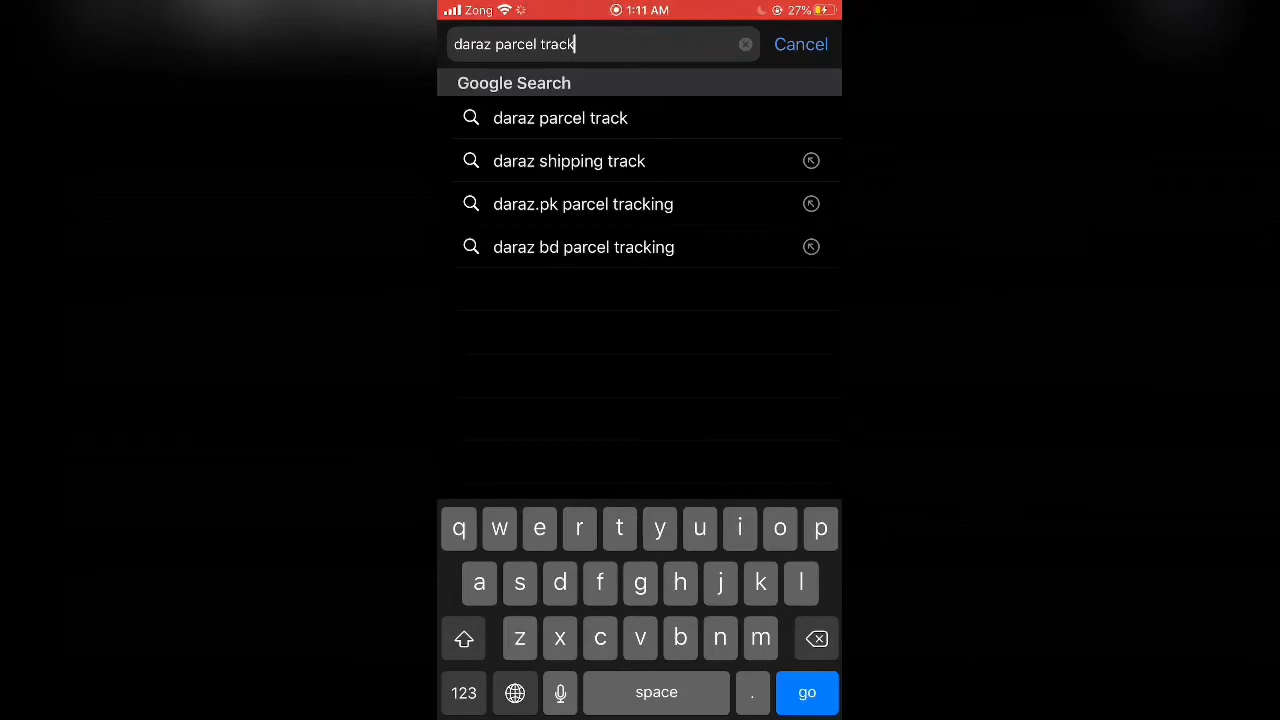 Zong 1:11 AM 27%
daraz parcel track Cancel
Google Search
daraz parcel track
daraz shipping track
daraz.pk parcel tracking
daraz bd parcel tracking
q w e r t y u i o p
a s d f g h j k l
z x c v b n m
123 space . go